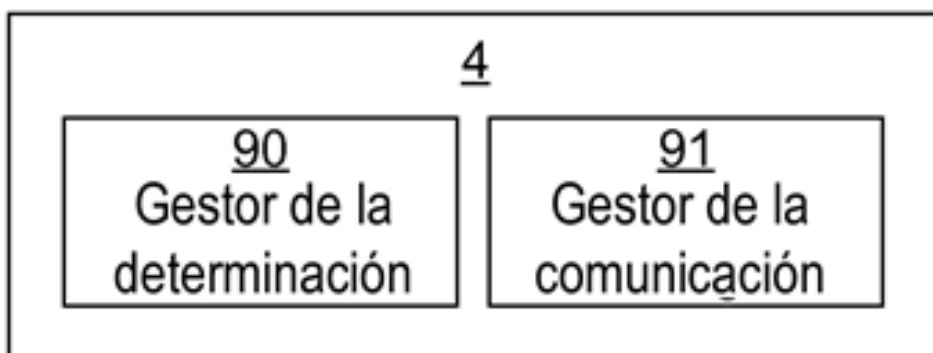 4
90
Gestor de la
determinación
91
Gestor de la
comunicación